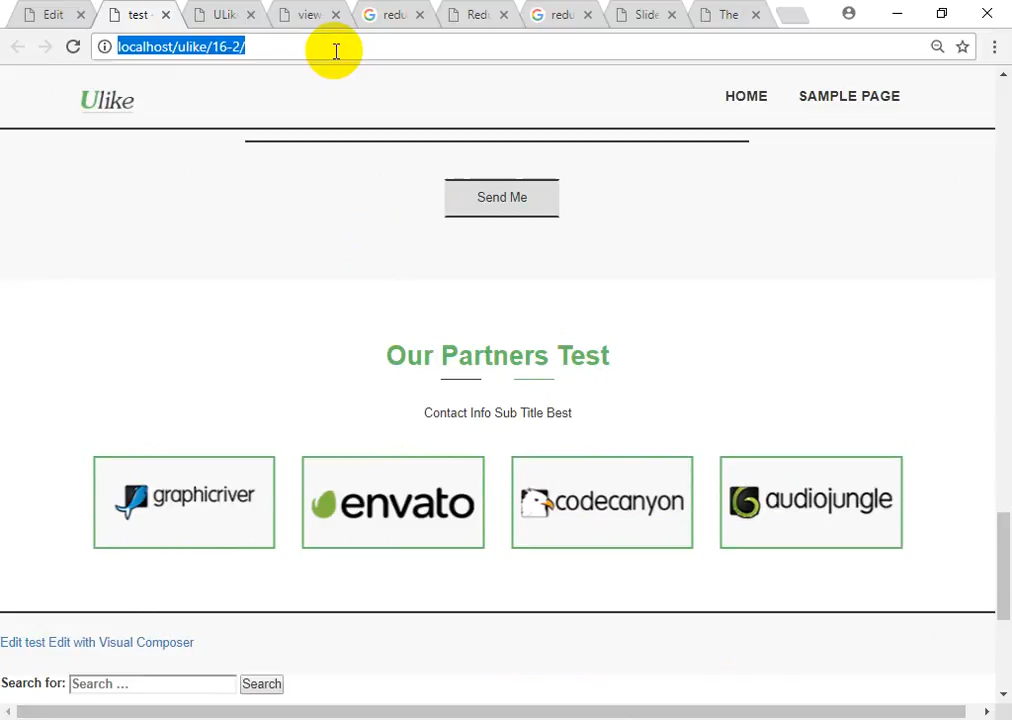 Edit
test -
ULik
view-
redu
Redu
redu
Slide
The
localhost/ulike/16-2/
Ulike
HOME
SAMPLE PAGE
Send Me
Our Partners Test
Contact Info Sub Title Best
graphicriver
envato
codecanyon
audiojungle
Edit test Edit with Visual Composer
Search for:
Search ...
Search